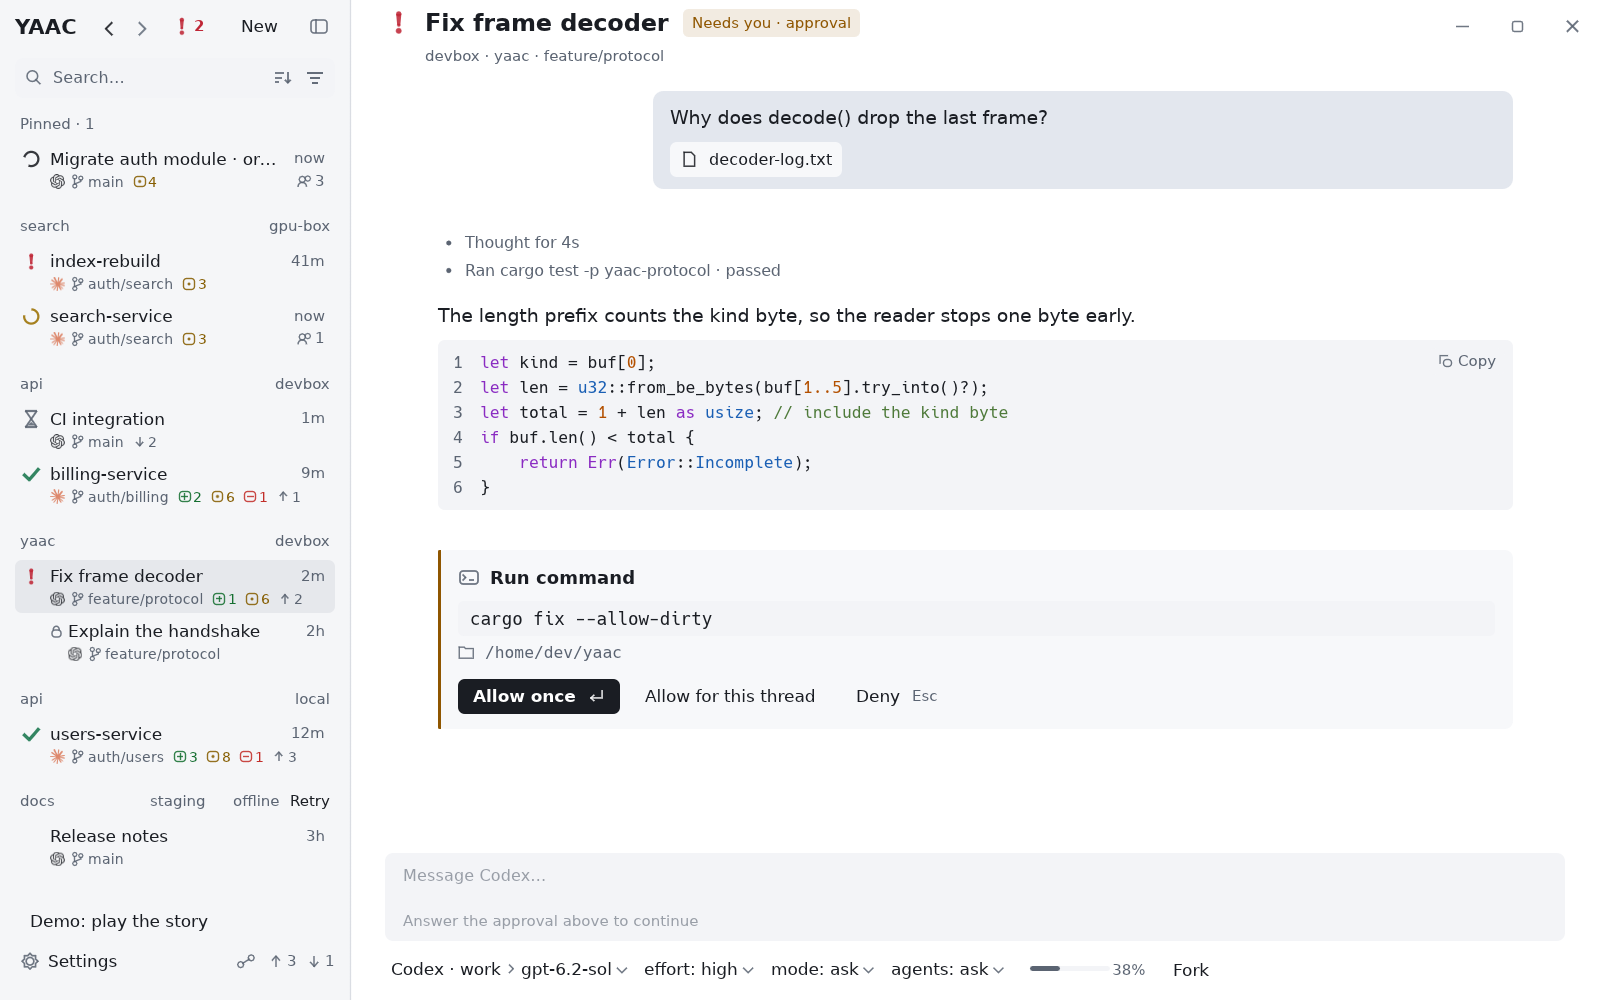 YAAC 2 New
Search...
Pinned · 1
Migrate auth module · or... now
main 4 3
search gpu-box
index-rebuild 41m
auth/search 3
search-service now
auth/search 3 1
api devbox
CI integration 1m
main ↓2
billing-service 9m
auth/billing 2 6 1 ↑1
yaac devbox
Fix frame decoder 2m
feature/protocol 1 6 ↑2
Explain the handshake 2h
feature/protocol
api local
users-service 12m
auth/users 3 8 1 ↑3
docs staging offline Retry
Release notes 3h
main
Demo: play the story
Settings ↑3 ↓1
Fix frame decoder Needs you · approval
devbox · yaac · feature/protocol
Why does decode() drop the last frame?
decoder-log.txt
• Thought for 4s
• Ran cargo test -p yaac-protocol · passed
The length prefix counts the kind byte, so the reader stops one byte early.
Copy
1 let kind = buf[0];
2 let len = u32::from_be_bytes(buf[1..5].try_into()?);
3 let total = 1 + len as usize; // include the kind byte
4 if buf.len() < total {
5     return Err(Error::Incomplete);
6 }
Run command
cargo fix --allow-dirty
/home/dev/yaac
Allow once Allow for this thread Deny Esc
Message Codex...
Answer the approval above to continue
Codex · work > gpt-6.2-sol effort: high mode: ask agents: ask 38% Fork